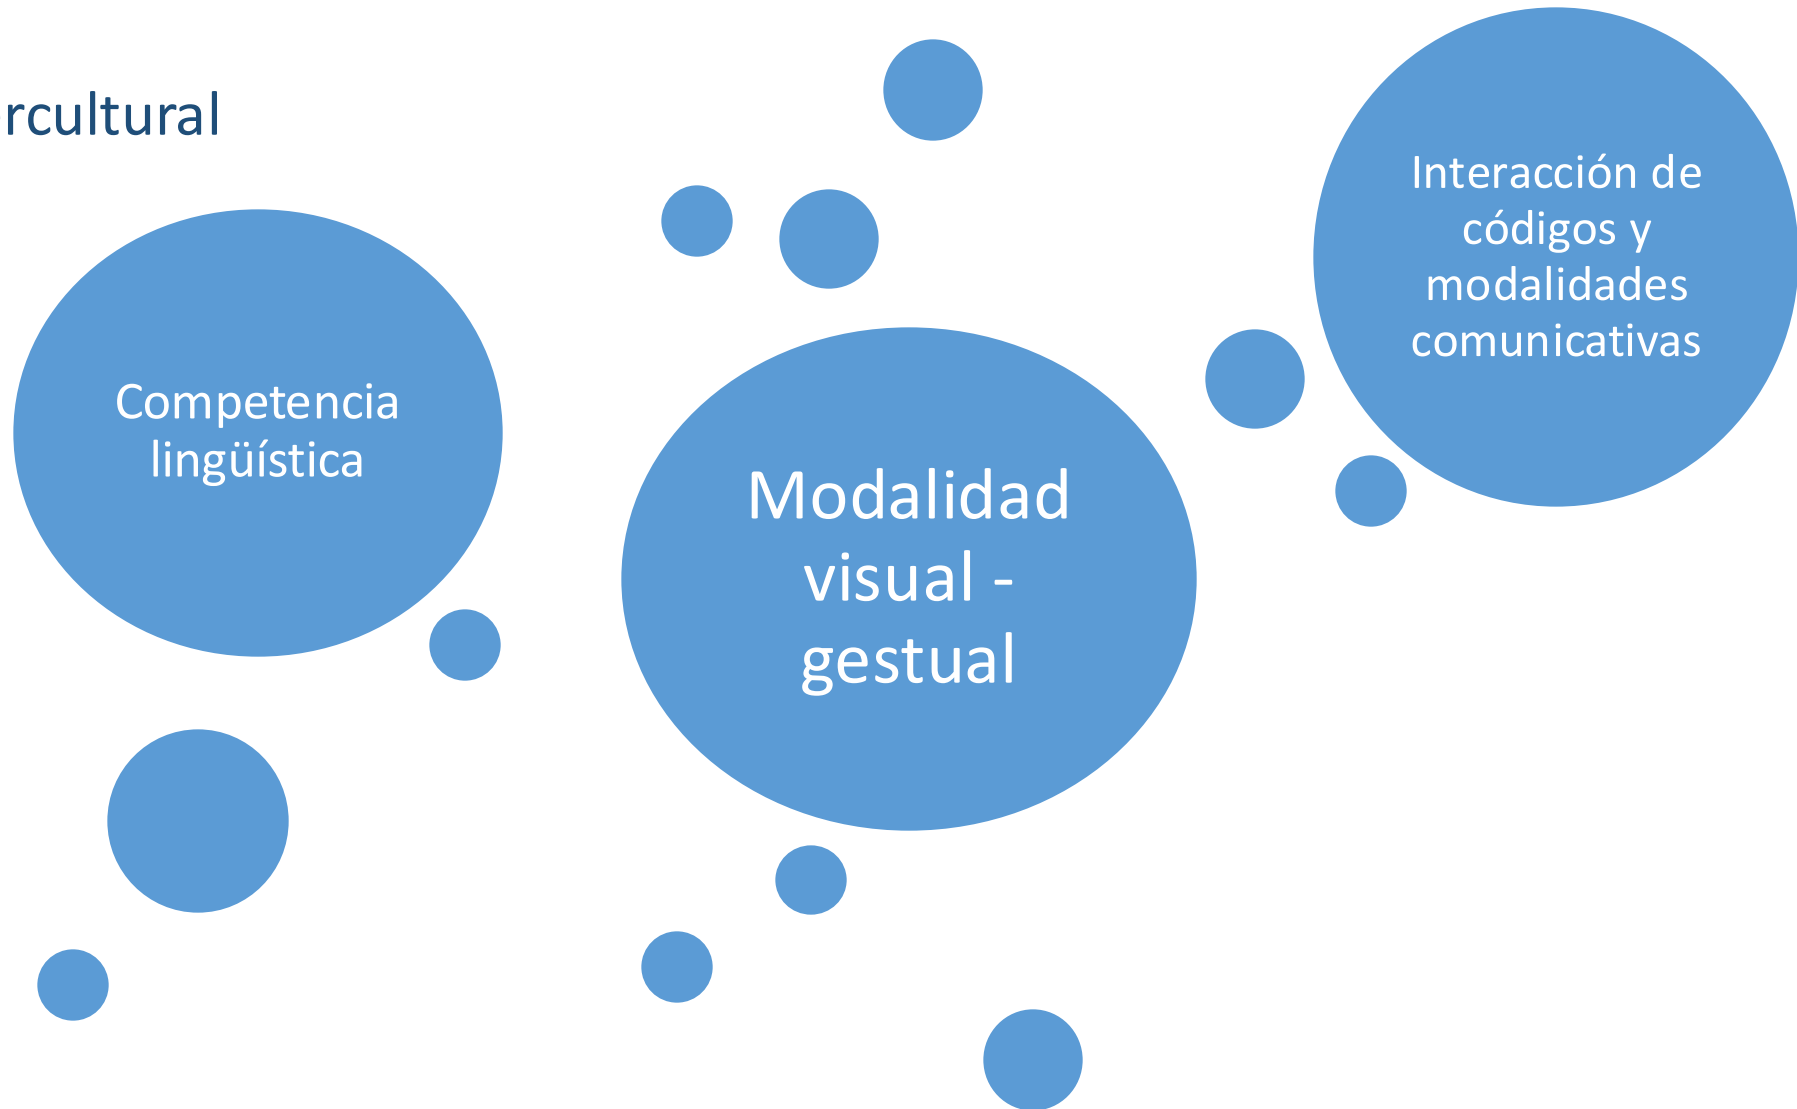 rcultural
Competencia
lingüística
Modalidad
visual -
gestual
Interacción de
códigos y
modalidades
comunicativas